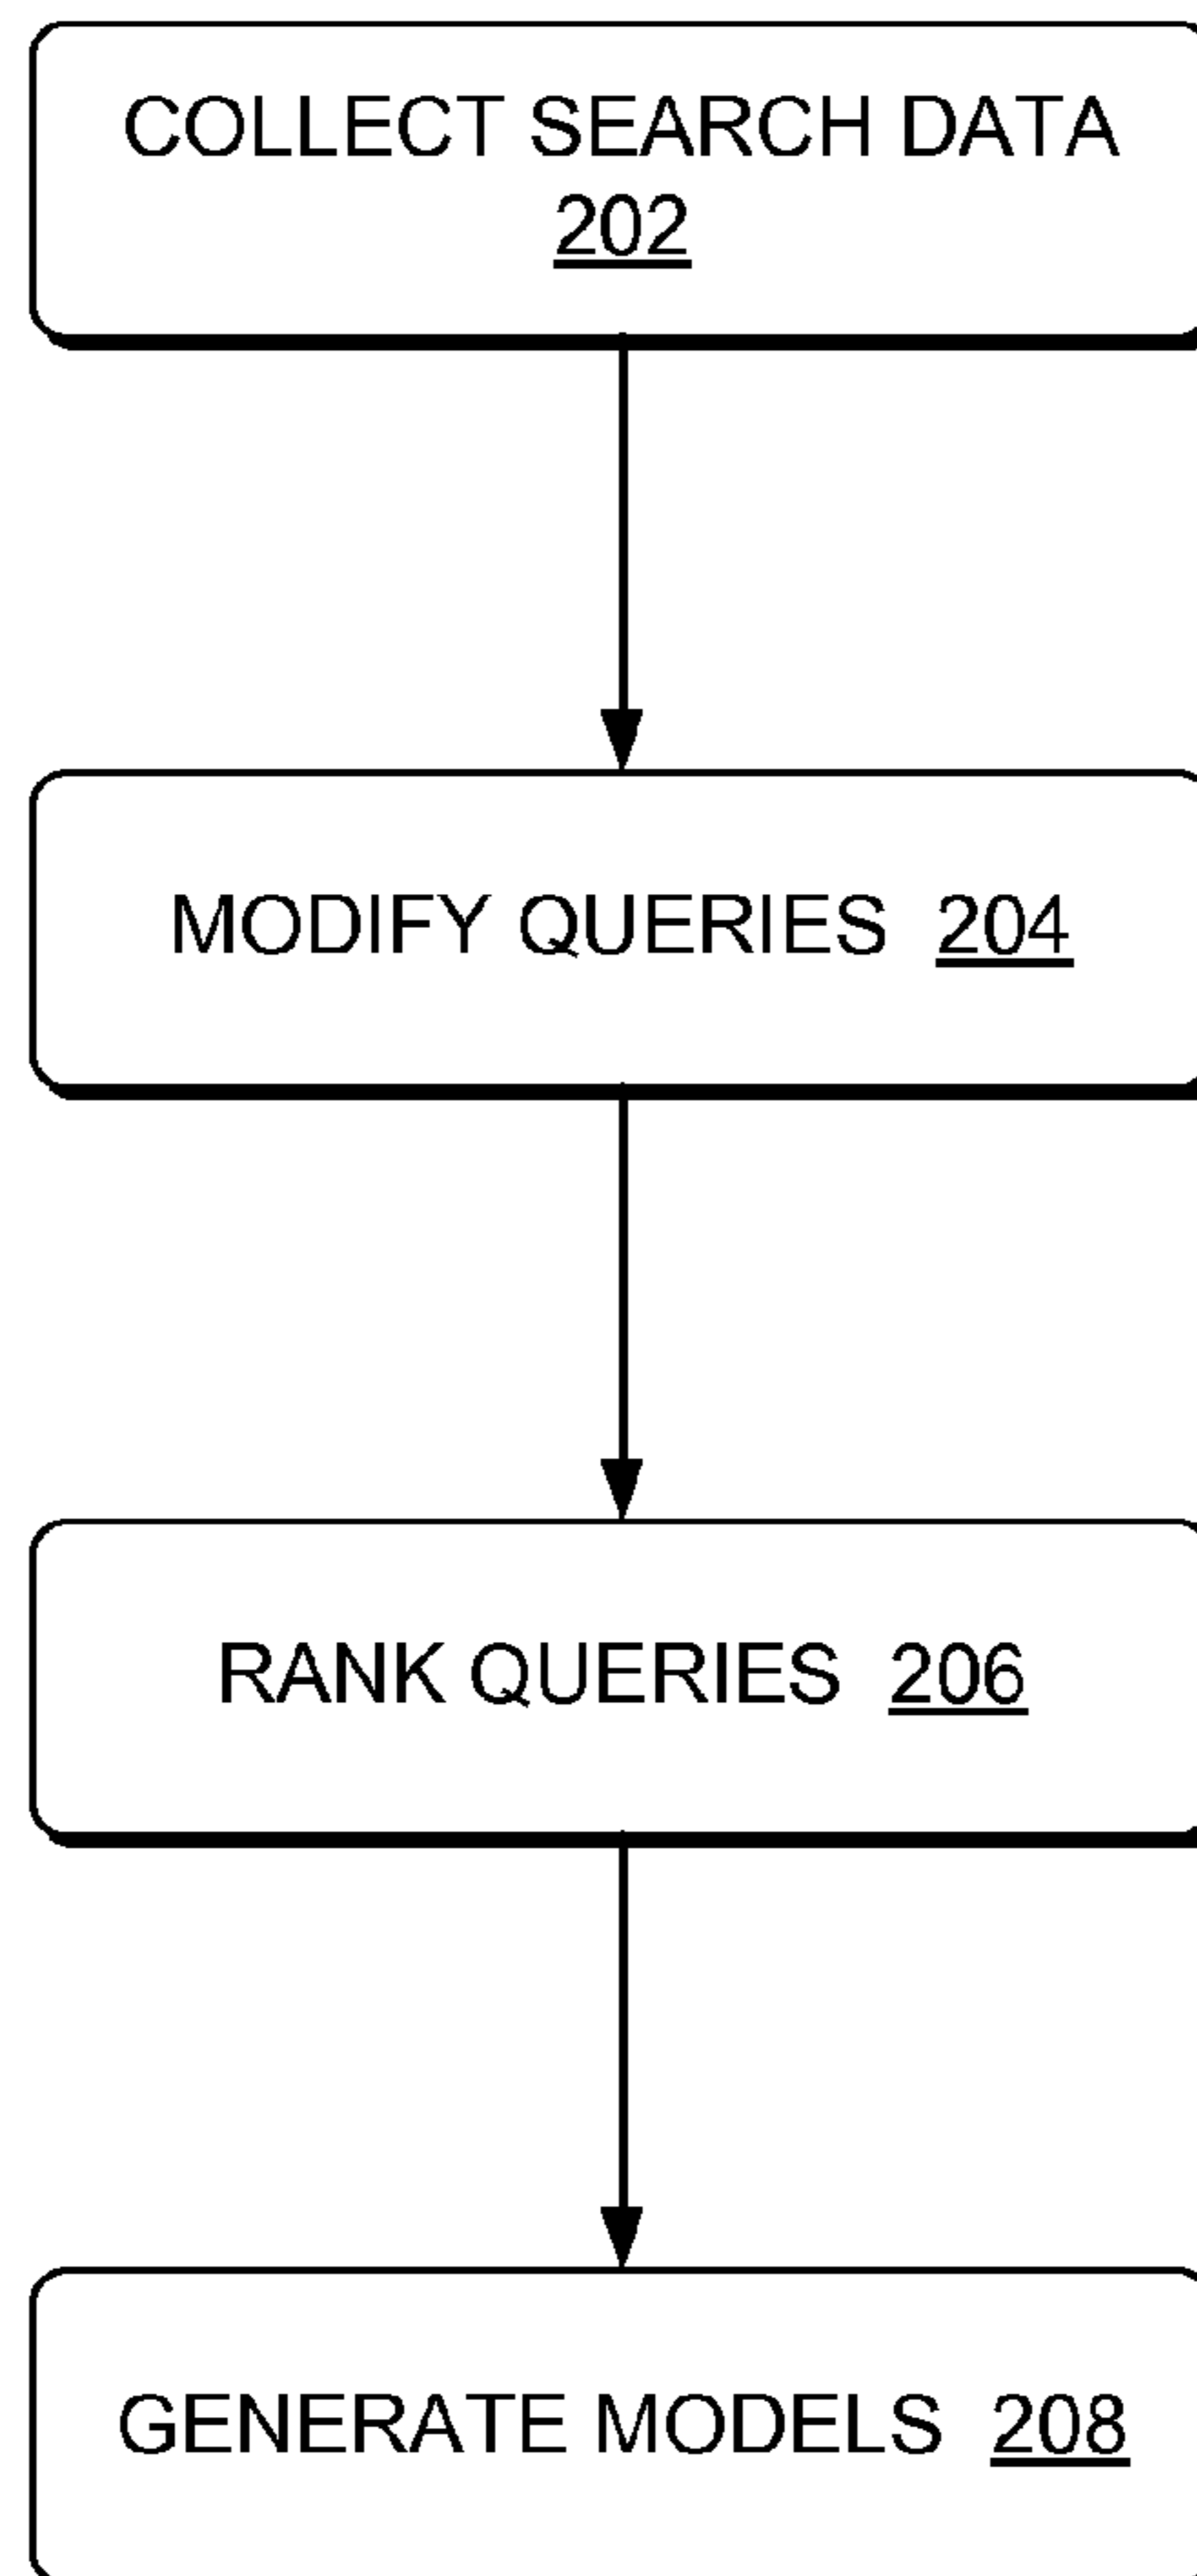 COLLECT SEARCH DATA
202
MODIFY QUERIES 204
RANK QUERIES 206
GENERATE MODELS 208